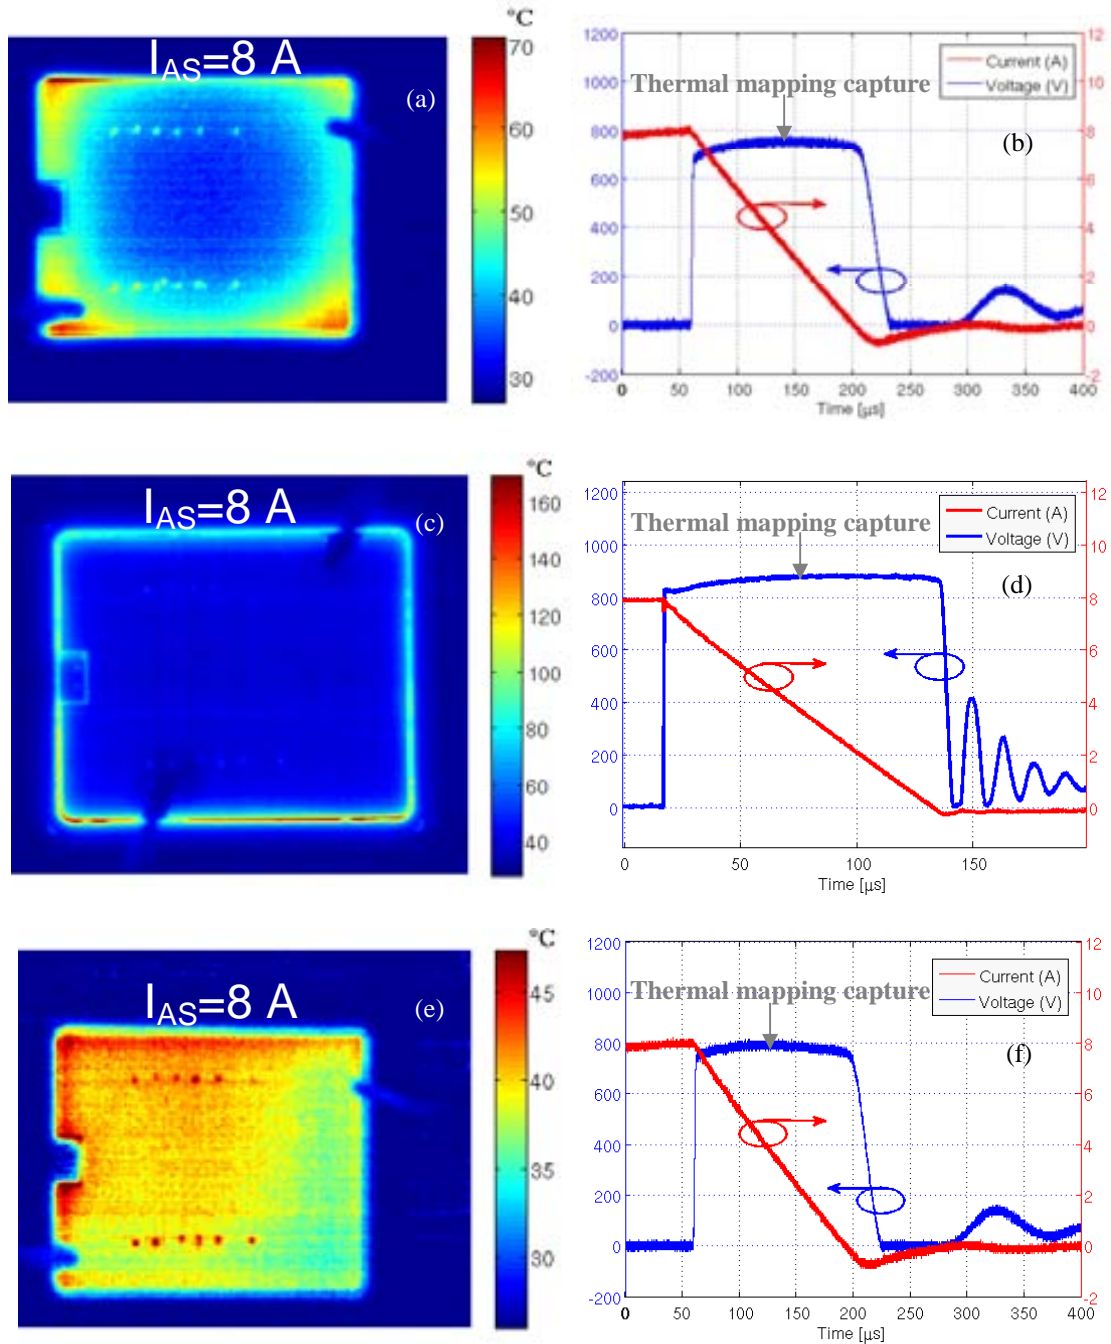 °C
I_AS=8 A
(a)
70
60
50
40
30
1200
1000
800
600
400
200
0
-200
12
10
8
6
4
2
0
-2
Current (A)
Voltage (V)
Thermal mapping capture
(b)
0 50 100 150 200 250 300 350 400
Time [µs]
°C
I_AS=8 A
(c)
160
140
120
100
80
60
40
1200
1000
800
600
400
200
0
12
10
8
6
4
2
0
Current (A)
Voltage (V)
Thermal mapping capture
(d)
0 50 100 150
Time [µs]
°C
I_AS=8 A
(e)
45
40
35
30
1200
1000
800
600
400
200
0
-200
12
10
8
6
4
2
0
-2
Current (A)
Voltage (V)
Thermal mapping capture
(f)
0 50 100 150 200 250 300 350 400
Time [µs]